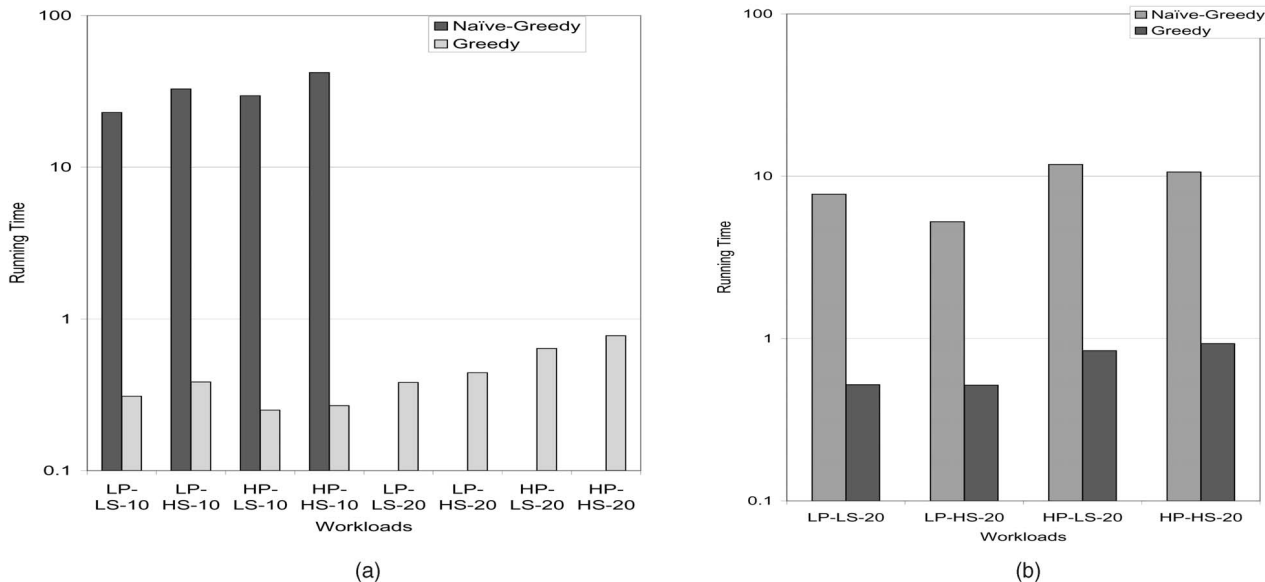 100
10
1
0.1
Running Time
Naïve-Greedy
Greedy
LP-
LS-10
LP-
HS-10
HP-
LS-10
HP-
HS-10
LP-
LS-20
LP-
HS-20
HP-
LS-20
HP-
HS-20
Workloads
(a)
100
10
1
0.1
Running Time
Naïve-Greedy
Greedy
LP-LS-20
LP-HS-20
HP-LS-20
HP-HS-20
Workloads
(b)